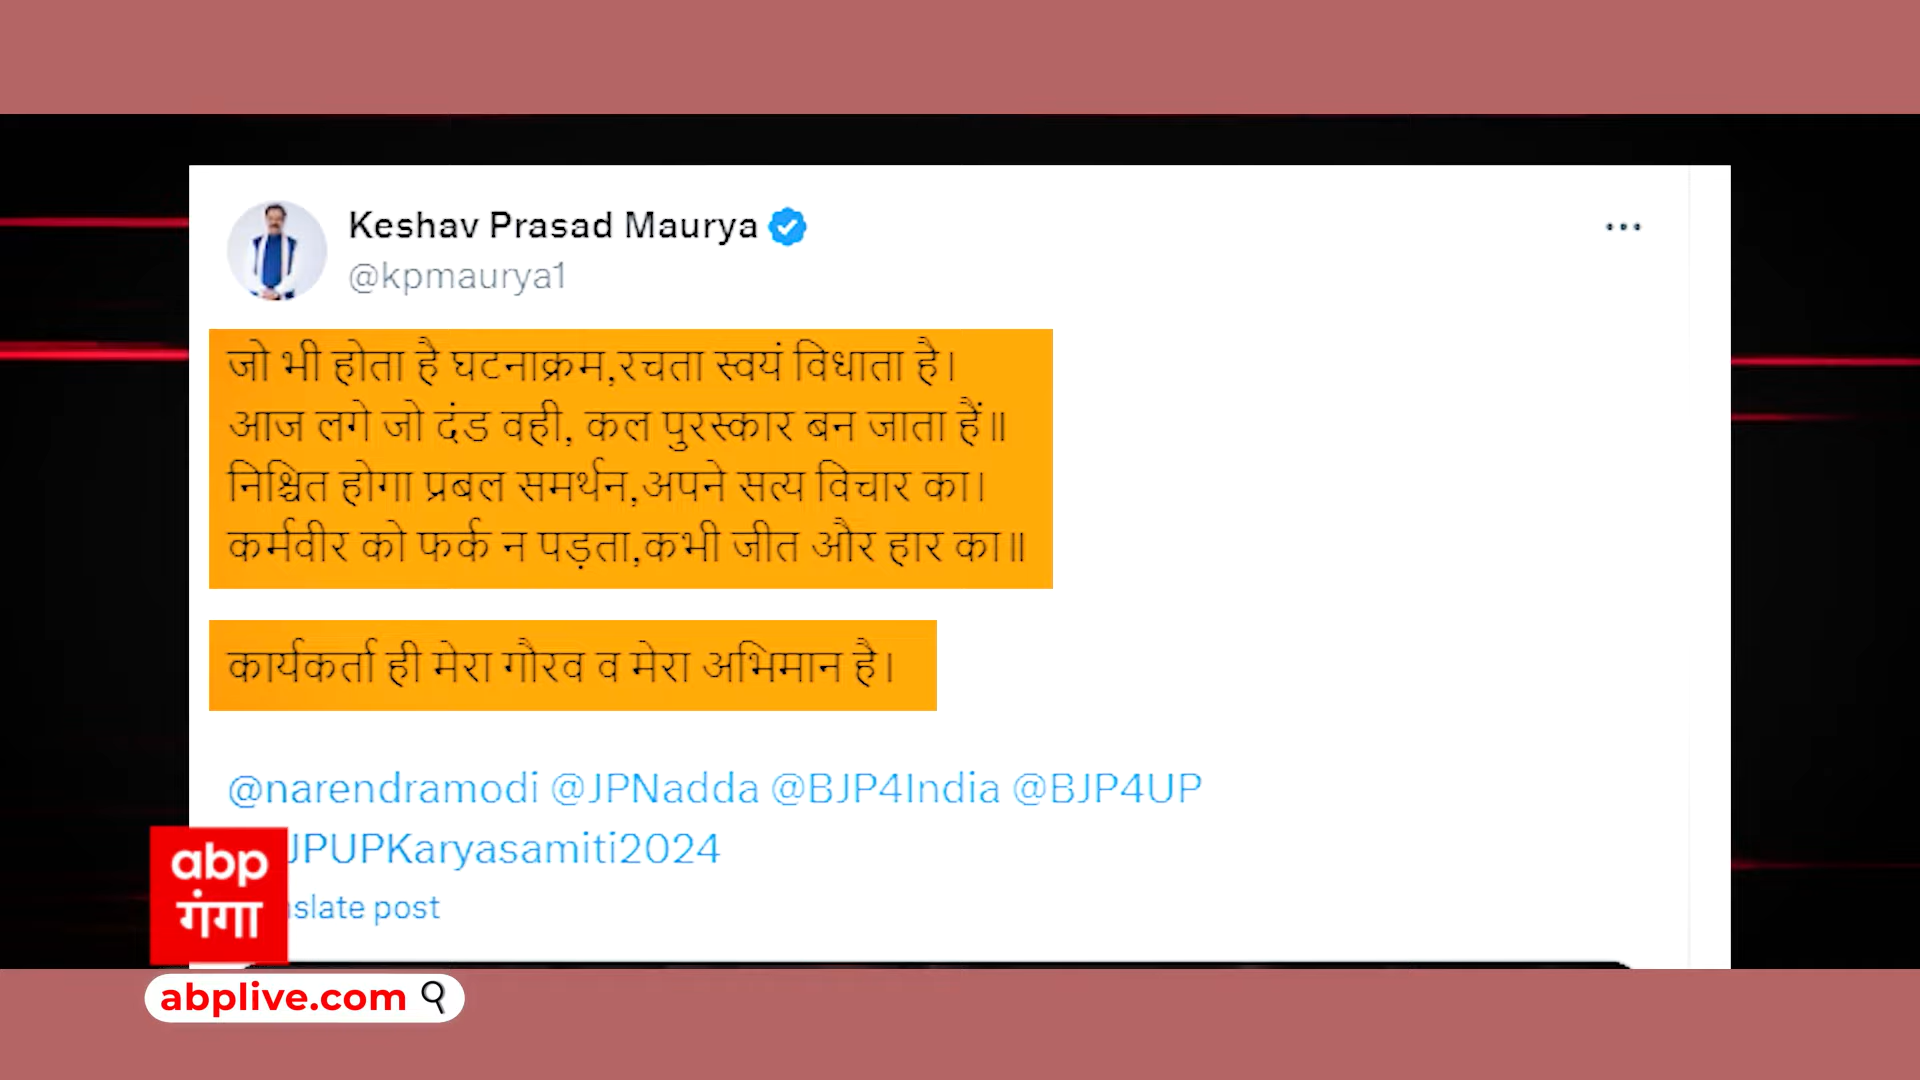 Keshav Prasad Maurya
@kpmaurya1
जो भी होता है घटनाक्रम,रचता स्वयं विधाता है।
आज लगे जो दंड वही, कल पुरस्कार बन जाता हैं॥
निश्चित होगा प्रबल समर्थन,अपने सत्य विचार का।
कर्मवीर को फर्क न पड़ता,कभी जीत और हार का॥
कार्यकर्ता ही मेरा गौरव व मेरा अभिमान है।
@narendramodi @JPNadda @BJP4India @BJP4UP
JPUPKaryasamiti2024
slate post
abp
गंगा
abplive.com